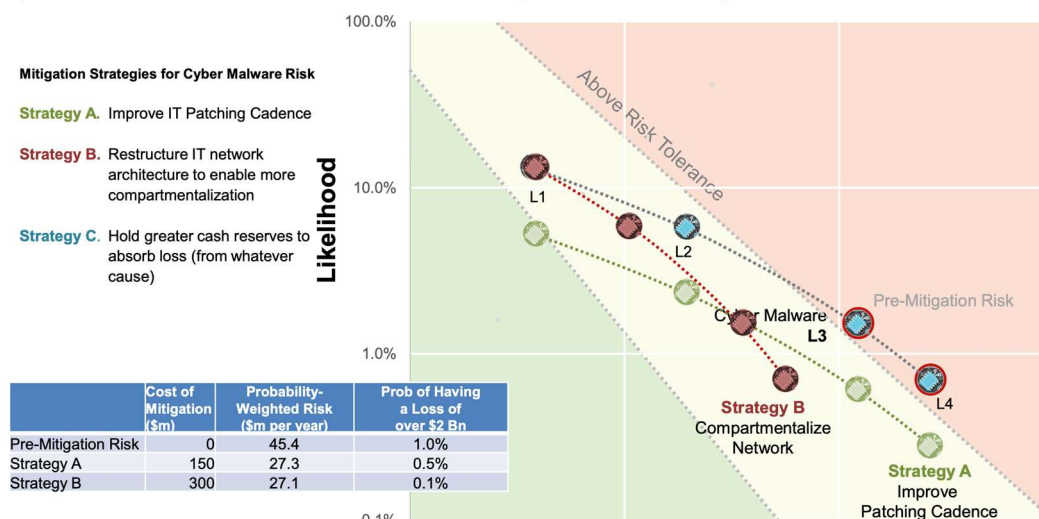 Mitigation Strategies for Cyber Malware Risk
Strategy A. Improve IT Patching Cadence
Strategy B. Restructure IT network
architecture to enable more
compartmentalization
Strategy C. Hold greater cash reserves to
absorb loss (from whatever
cause)
Likelihood
100.0%
10.0%
1.0%
0.1%
Above Risk Tolerance
L1
L2
Pre-Mitigation Risk
Cyber Malware
L3
L4
Strategy B
Compartmentalize
Network
Strategy A
Improve
Patching Cadence
Cost of Mitigation ($m) Probability-Weighted Risk ($m per year) Prob of Having a Loss of over $2 Bn
Pre-Mitigation Risk 0 45.4 1.0%
Strategy A 150 27.3 0.5%
Strategy B 300 27.1 0.1%